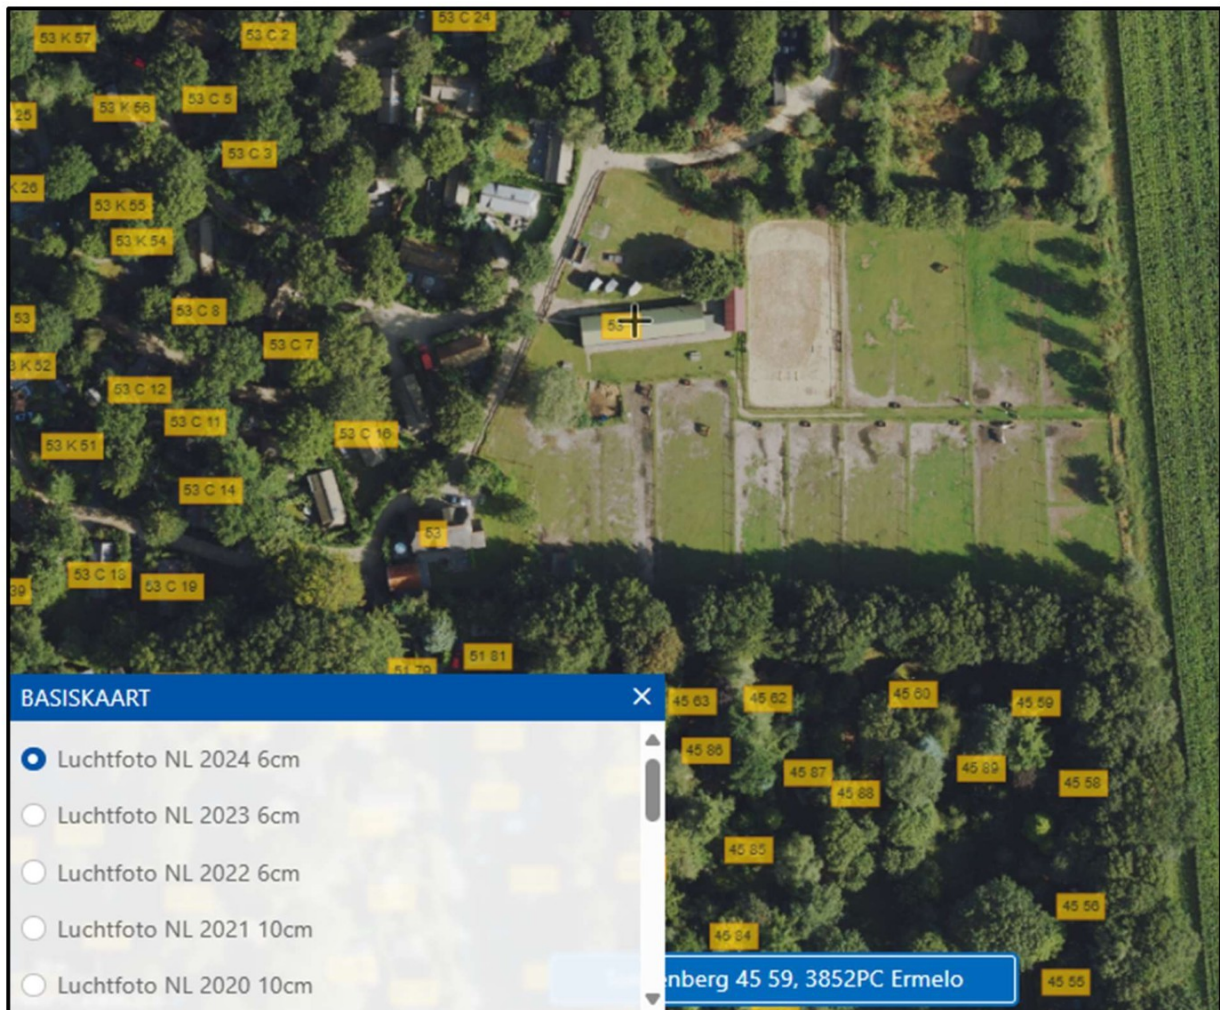 53 C 24
53 K 57
53 C 2
53 C 5
53 K 56
25
53 C 3
K 26
53 K 55
53 K 54
53 C 8
53
53
53 C 7
K 52
53 C 12
53 C 11
53 C 16
53 K 51
53 C 14
53
53 C 13
53 C 19
39
51 81
51 79
BASISKAART
Luchtfoto NL 2024 6cm
Luchtfoto NL 2023 6cm
Luchtfoto NL 2022 6cm
Luchtfoto NL 2021 10cm
Luchtfoto NL 2020 10cm
45 63
45 62
45 60
45 59
45 86
45 87
45 88
45 89
45 58
45 85
45 56
45 84
enberg 45 59, 3852PC Ermelo
45 55